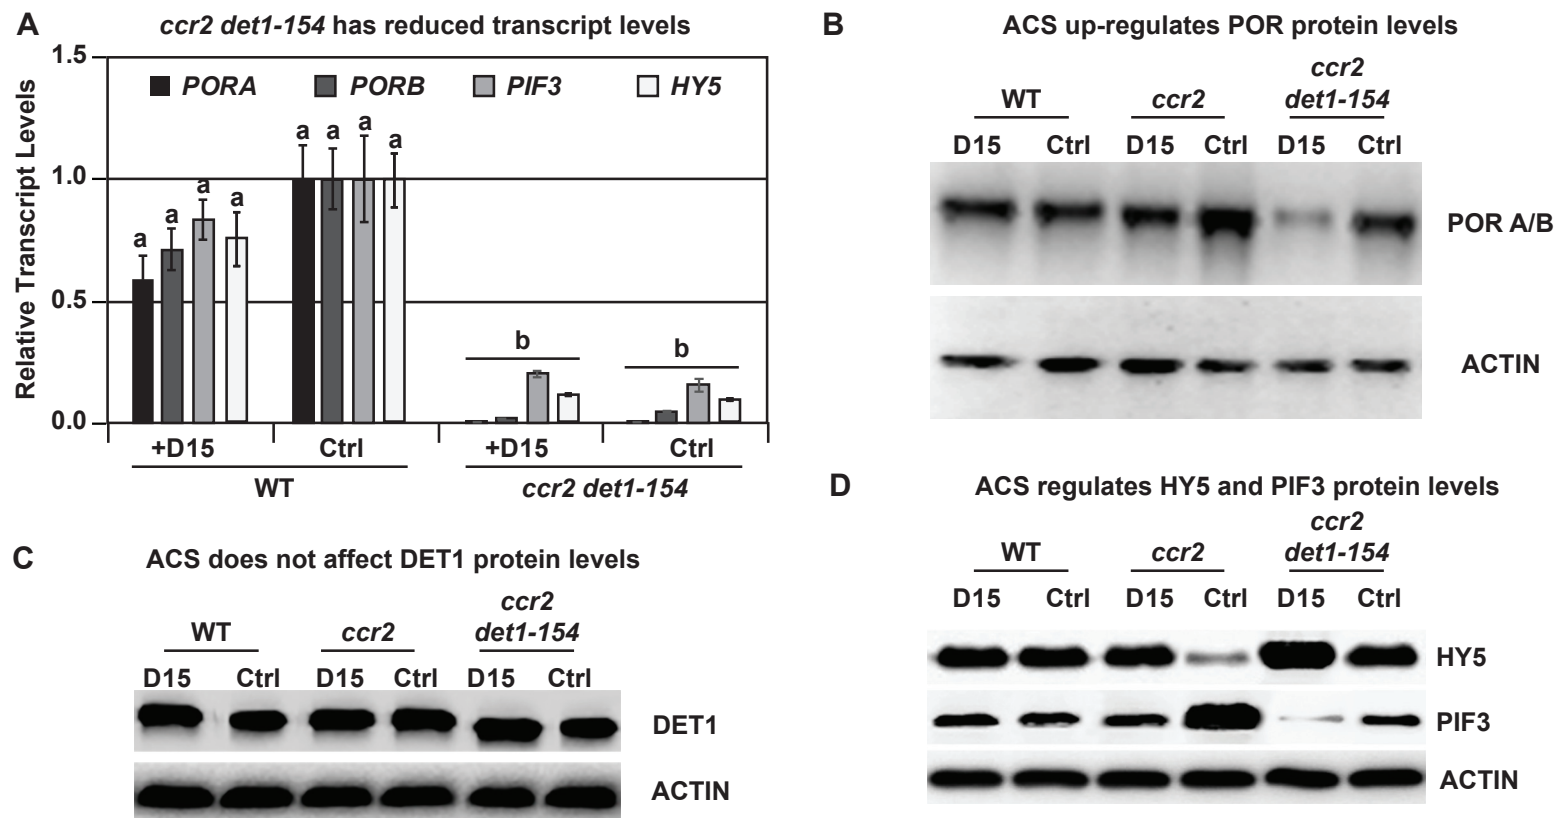 A
ccr2 det1-154 has reduced transcript levels
1.5
PORA PORB PIF3 HY5
a a a a
1.0
a a a a
Relative Transcript Levels
0.5
b b
0.0
+D15 Ctrl +D15 Ctrl
WT ccr2 det1-154
B
ACS up-regulates POR protein levels
ccr2
WT ccr2 det1-154
D15 Ctrl D15 Ctrl D15 Ctrl
POR A/B
ACTIN
C
ACS does not affect DET1 protein levels
ccr2
WT ccr2 det1-154
D15 Ctrl D15 Ctrl D15 Ctrl
DET1
ACTIN
D
ACS regulates HY5 and PIF3 protein levels
ccr2
WT ccr2 det1-154
D15 Ctrl D15 Ctrl D15 Ctrl
HY5
PIF3
ACTIN